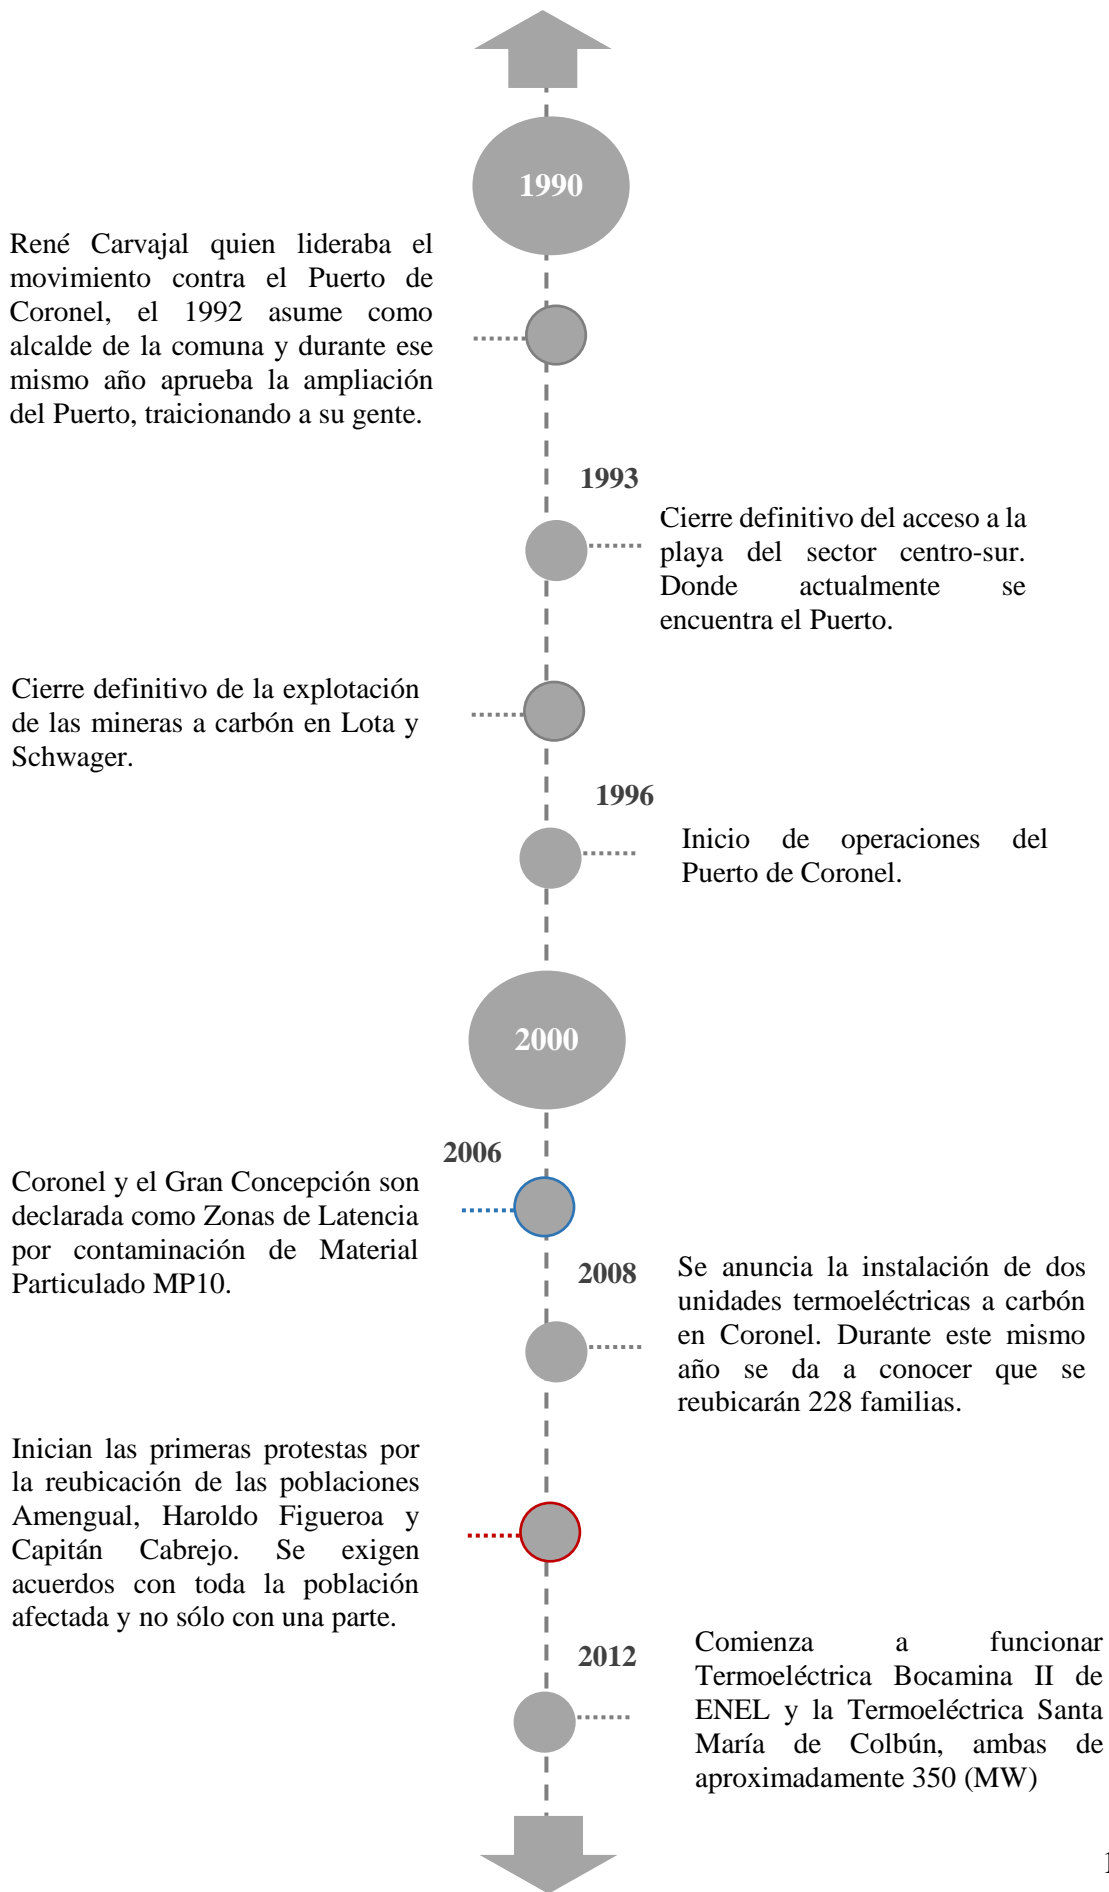 1990
René Carvajal quien lideraba el
movimiento contra el Puerto de
Coronel, el 1992 asume como
alcalde de la comuna y durante ese
mismo año aprueba la ampliación
del Puerto, traicionando a su gente.
1993
Cierre definitivo del acceso a la
playa del sector centro-sur.
Donde actualmente se
encuentra el Puerto.
Cierre definitivo de la explotación
de las mineras a carbón en Lota y
Schwager.
1996
Inicio de operaciones del
Puerto de Coronel.
2000
2006
Coronel y el Gran Concepción son
declarada como Zonas de Latencia
por contaminación de Material
Particulado MP10.
2008
Se anuncia la instalación de dos
unidades termoeléctricas a carbón
en Coronel. Durante este mismo
año se da a conocer que se
reubicarán 228 familias.
Inician las primeras protestas por
la reubicación de las poblaciones
Amengual, Haroldo Figueroa y
Capitán Cabrejo. Se exigen
acuerdos con toda la población
afectada y no sólo con una parte.
2012
Comienza a funcionar
Termoeléctrica Bocamina II de
ENEL y la Termoeléctrica Santa
María de Colbún, ambas de
aproximadamente 350 (MW)
1